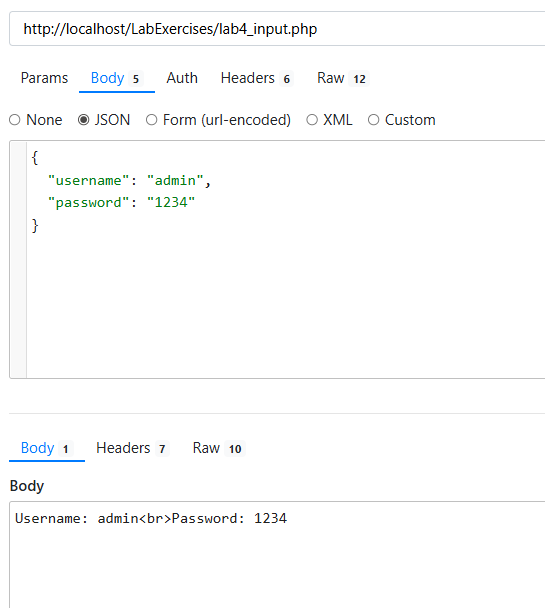 http://localhost/LabExercises/lab4_input.php
Params Body 5 Auth Headers 6 Raw 12
None JSON Form (url-encoded) XML Custom
{
"username": "admin",
"password": "1234"
}
Body 1 Headers 7 Raw 10
Body
Username: admin<br>Password: 1234